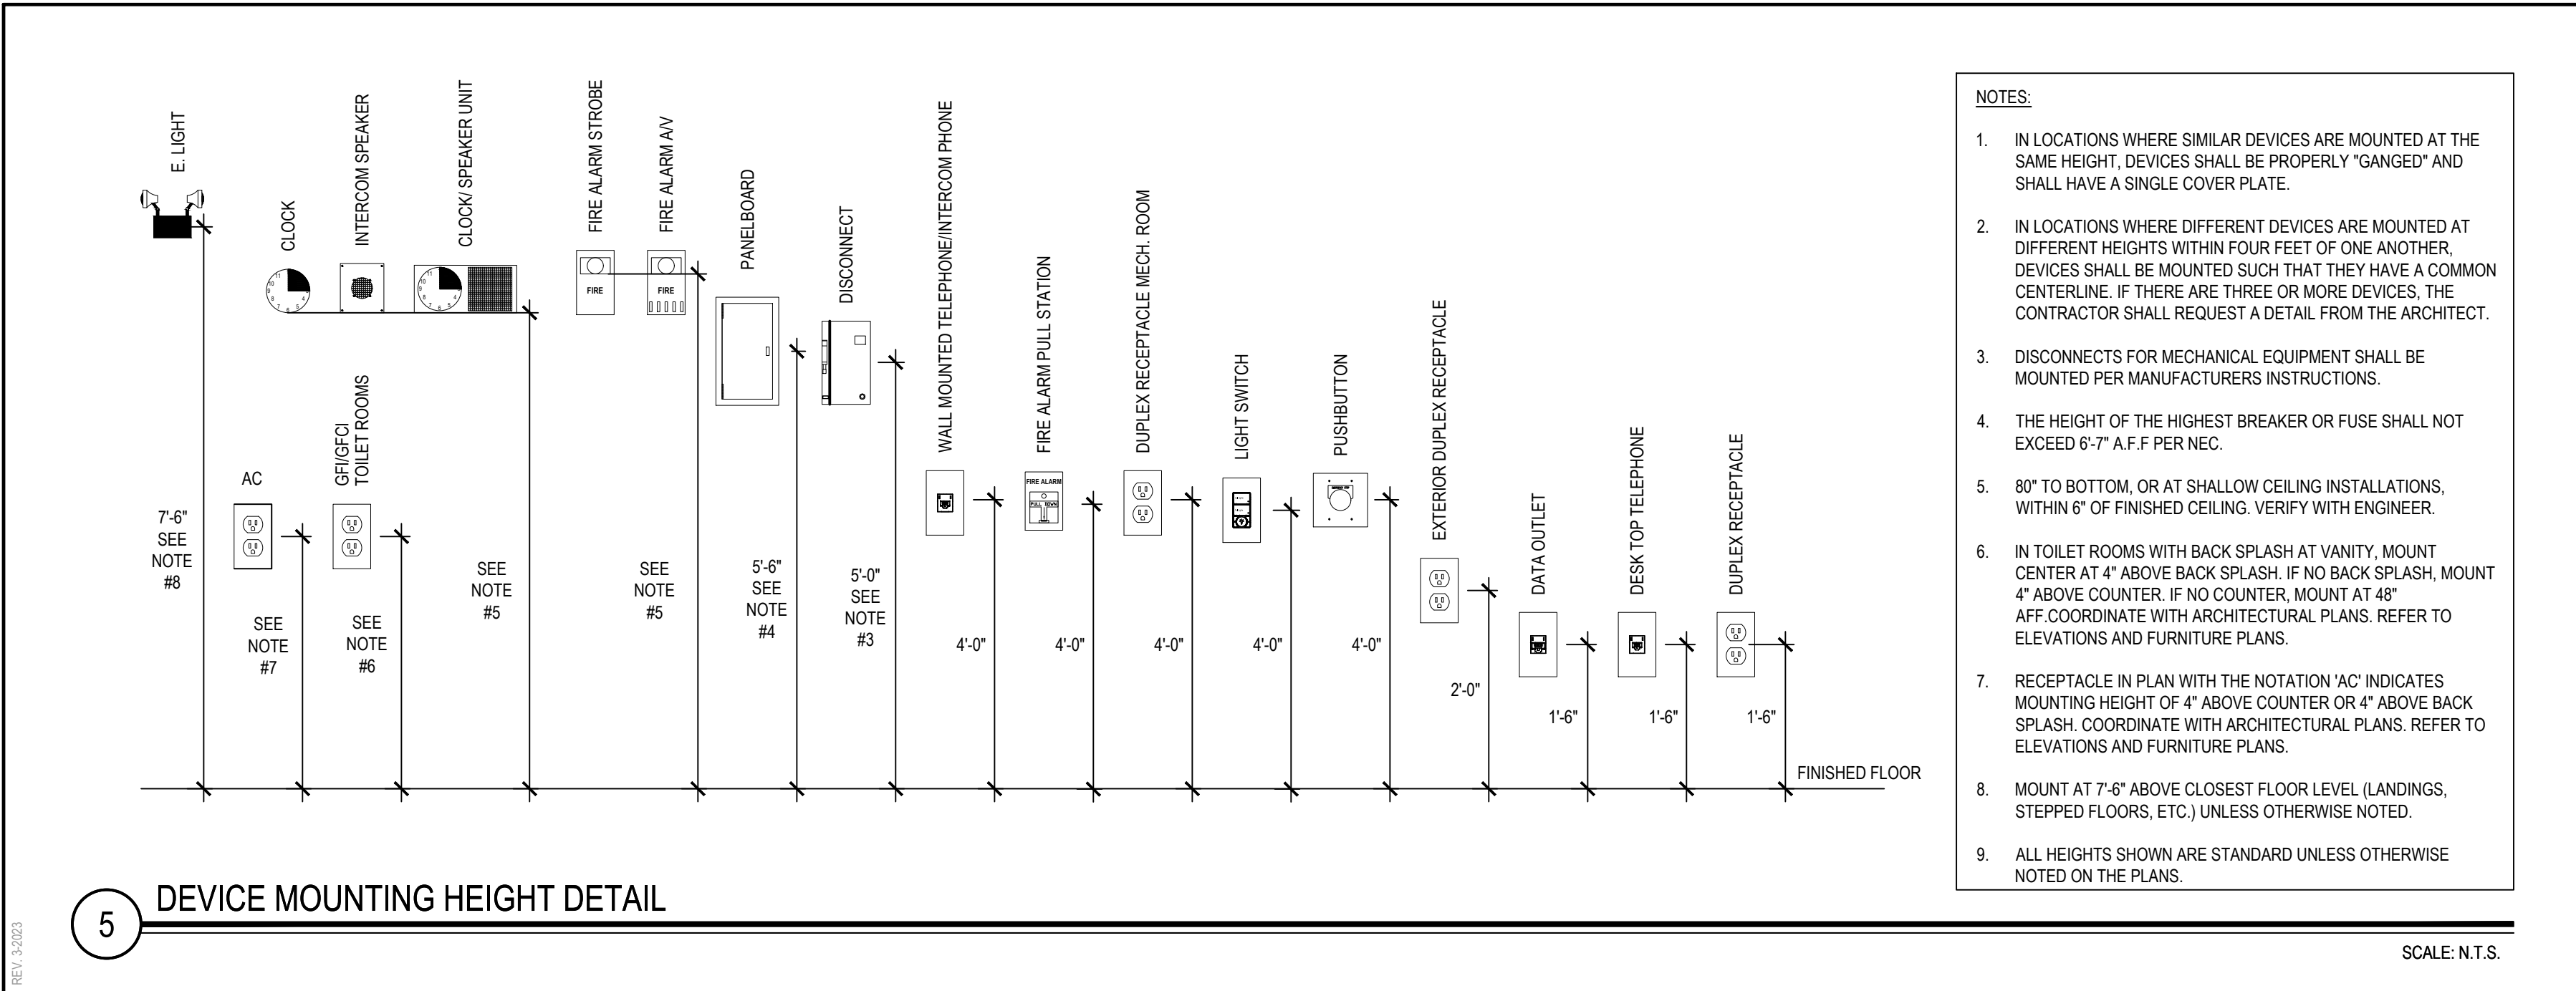 E. LIGHT
CLOCK
INTERCOM SPEAKER
CLOCK/ SPEAKER UNIT
FIRE ALARM STROBE
FIRE ALARM A/V
PANELBOARD
DISCONNECT
WALL MOUNTED TELEPHONE/INTERCOM PHONE
FIRE ALARM PULL STATION
DUPLEX RECEPTACLE MECH. ROOM
LIGHT SWITCH
PUSHBUTTON
EXTERIOR DUPLEX RECEPTACLE
DATA OUTLET
DESK TOP TELEPHONE
DUPLEX RECEPTACLE
FIRE
FIRE
AC
GFI/GFCI
TOILET ROOMS
FIRE ALARM
PULL DOWN
7'-6"
SEE
NOTE
#8
SEE
NOTE
#7
SEE
NOTE
#6
SEE
NOTE
#5
SEE
NOTE
#5
5'-6"
SEE
NOTE
#4
5'-0"
SEE
NOTE
#3
4'-0"
4'-0"
4'-0"
4'-0"
4'-0"
2'-0"
1'-6"
1'-6"
1'-6"
FINISHED FLOOR
NOTES:
1. IN LOCATIONS WHERE SIMILAR DEVICES ARE MOUNTED AT THE
SAME HEIGHT, DEVICES SHALL BE PROPERLY "GANGED" AND
SHALL HAVE A SINGLE COVER PLATE.
2. IN LOCATIONS WHERE DIFFERENT DEVICES ARE MOUNTED AT
DIFFERENT HEIGHTS WITHIN FOUR FEET OF ONE ANOTHER,
DEVICES SHALL BE MOUNTED SUCH THAT THEY HAVE A COMMON
CENTERLINE. IF THERE ARE THREE OR MORE DEVICES, THE
CONTRACTOR SHALL REQUEST A DETAIL FROM THE ARCHITECT.
3. DISCONNECTS FOR MECHANICAL EQUIPMENT SHALL BE
MOUNTED PER MANUFACTURERS INSTRUCTIONS.
4. THE HEIGHT OF THE HIGHEST BREAKER OR FUSE SHALL NOT
EXCEED 6'-7" A.F.F PER NEC.
5. 80" TO BOTTOM, OR AT SHALLOW CEILING INSTALLATIONS,
WITHIN 6" OF FINISHED CEILING. VERIFY WITH ENGINEER.
6. IN TOILET ROOMS WITH BACK SPLASH AT VANITY, MOUNT
CENTER AT 4" ABOVE BACK SPLASH. IF NO BACK SPLASH, MOUNT
4" ABOVE COUNTER. IF NO COUNTER, MOUNT AT 48"
AFF.COORDINATE WITH ARCHITECTURAL PLANS. REFER TO
ELEVATIONS AND FURNITURE PLANS.
7. RECEPTACLE IN PLAN WITH THE NOTATION 'AC' INDICATES
MOUNTING HEIGHT OF 4" ABOVE COUNTER OR 4" ABOVE BACK
SPLASH. COORDINATE WITH ARCHITECTURAL PLANS. REFER TO
ELEVATIONS AND FURNITURE PLANS.
8. MOUNT AT 7'-6" ABOVE CLOSEST FLOOR LEVEL (LANDINGS,
STEPPED FLOORS, ETC.) UNLESS OTHERWISE NOTED.
9. ALL HEIGHTS SHOWN ARE STANDARD UNLESS OTHERWISE
NOTED ON THE PLANS.
5
DEVICE MOUNTING HEIGHT DETAIL
SCALE: N.T.S.
REV. 3-2023